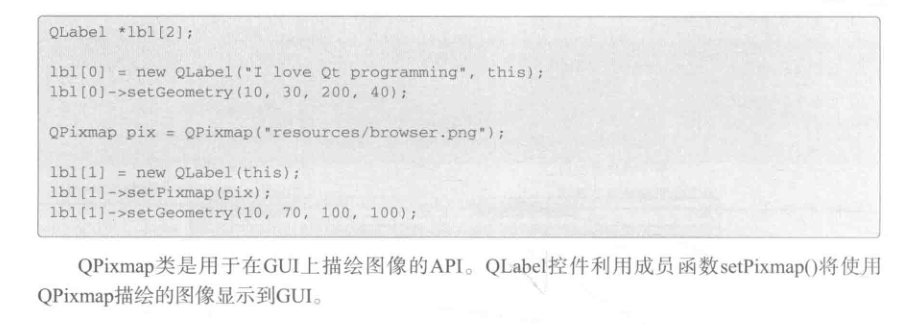 QLabel *lbl[2];
lbl[0] = new QLabel("I love Qt programming", this);
lbl[0]->setGeometry(10, 30, 200, 40);
QPixmap pix = QPixmap("resources/browser.png");
lbl[1] = new QLabel(this);
lbl[1]->setPixmap(pix);
lbl[1]->setGeometry(10, 70, 100, 100);
QPixmap类是用于在GUI上描绘图像的API。QLabel控件利用成员函数setPixmap()将使用
QPixmap描绘的图像显示到GUI。